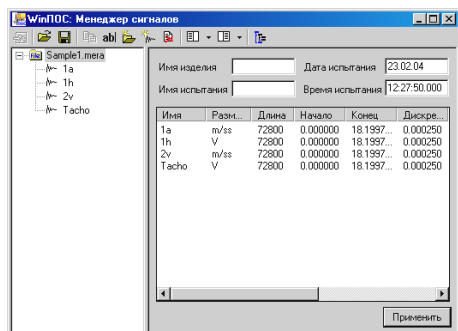 WinПОС: Менеджер сигналов
abl
Sample1.mera
1a
1h
2v
Tacho
Имя изделия
Дата испытания 23.02.04
Имя испытания
Время испытания 12:27:50.000
Имя Разм... Длина Начало Конец Дискре...
1a m/ss 72800 0.000000 18.1997... 0.000250
1h V 72800 0.000000 18.1997... 0.000250
2v m/ss 72800 0.000000 18.1997... 0.000250
Tacho V 72800 0.000000 18.1997... 0.000250
Применить